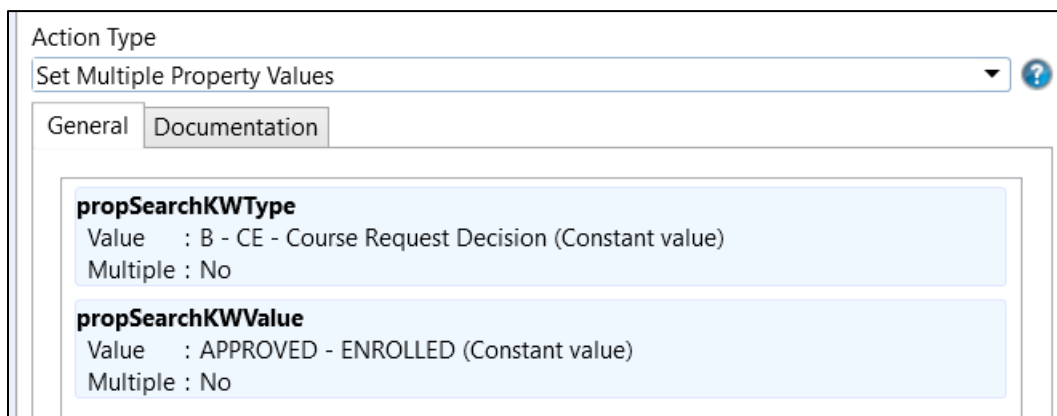 Action Type
Set Multiple Property Values
?
General Documentation
propSearchKWType
Value : B - CE - Course Request Decision (Constant value)
Multiple : No
propSearchKWValue
Value : APPROVED - ENROLLED (Constant value)
Multiple : No